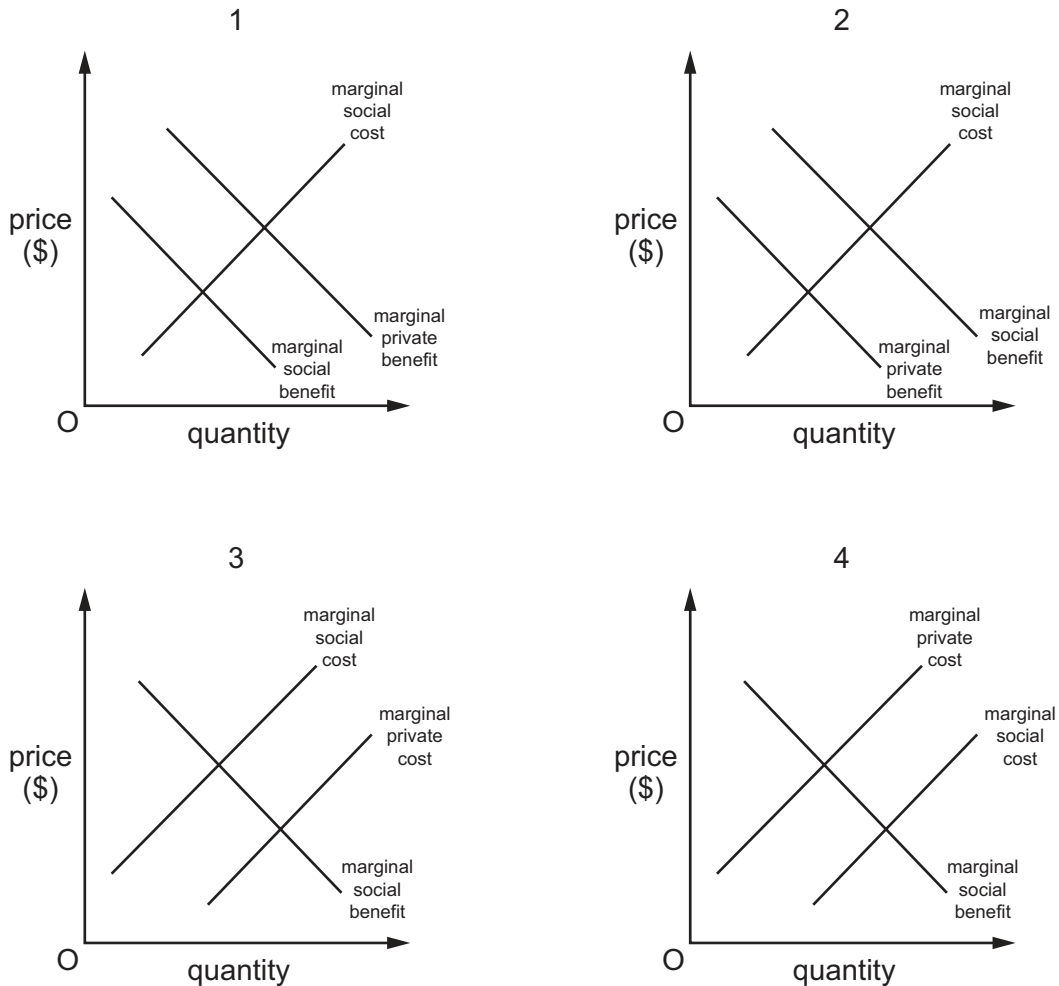 1
marginal
social
cost
price
($)
marginal
private
benefit
marginal
social
benefit
O
quantity
2
marginal
social
cost
price
($)
marginal
social
benefit
marginal
private
benefit
O
quantity
3
marginal
social
cost
marginal
private
cost
price
($)
marginal
social
benefit
O
quantity
4
marginal
private
cost
marginal
social
cost
price
($)
marginal
social
benefit
O
quantity